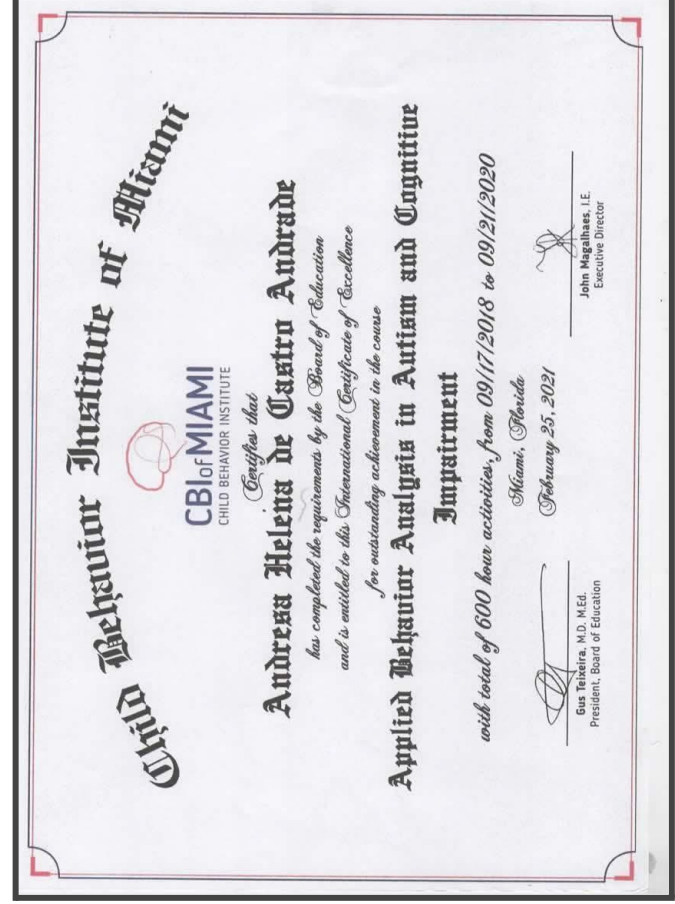 Child Behavior Institute of Miami
CBI of MIAMI
CHILD BEHAVIOR INSTITUTE
Certifies that
Andresa Helena de Castro Andrade
has completed the requirements by the Board of Education
and is entitled to this International Certificate of Excellence
for outstanding achievement in the course
Applied Behavior Analysis in Autism and Cognitive
Impairment
with total of 600 hour activities, from 09/17/2018 to 09/21/2020
Miami, Florida
February 25, 2021
Gus Teixeira, M.D. M.Ed.
President, Board of Education
John Magalhaes, I.E.
Executive Director